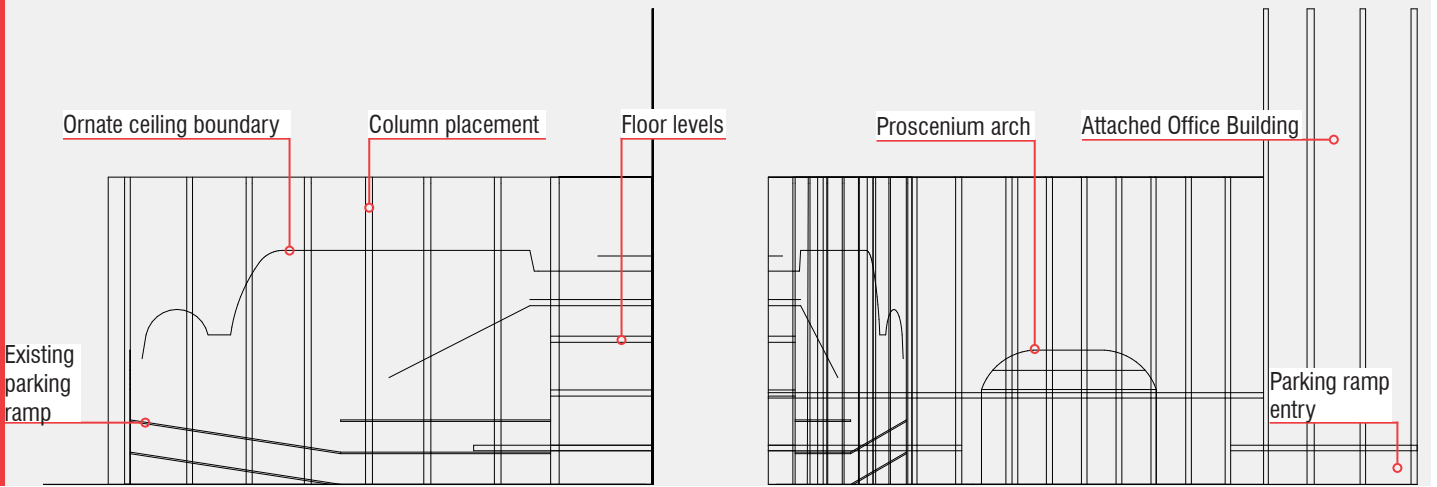 Ornate ceiling boundary
Column placement
Floor levels
Proscenium arch
Attached Office Building
Existing
parking
ramp
Parking ramp
entry